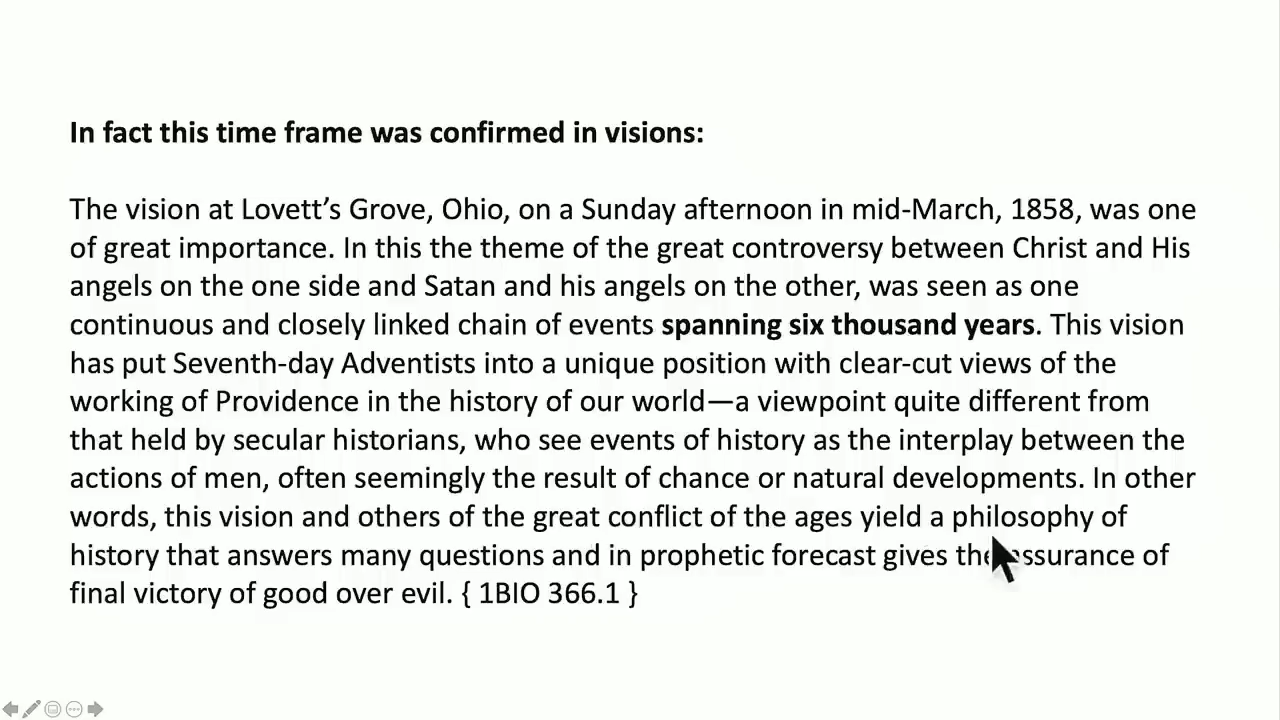 In fact this time frame was confirmed in visions:
The vision at Lovett’s Grove, Ohio, on a Sunday afternoon in mid-March, 1858, was one
of great importance. In this the theme of the great controversy between Christ and His
angels on the one side and Satan and his angels on the other, was seen as one
continuous and closely linked chain of events spanning six thousand years. This vision
has put Seventh-day Adventists into a unique position with clear-cut views of the
working of Providence in the history of our world—a viewpoint quite different from
that held by secular historians, who see events of history as the interplay between the
actions of men, often seemingly the result of chance or natural developments. In other
words, this vision and others of the great conflict of the ages yield a philosophy of
history that answers many questions and in prophetic forecast gives the assurance of
final victory of good over evil. { 1BIO 366.1 }